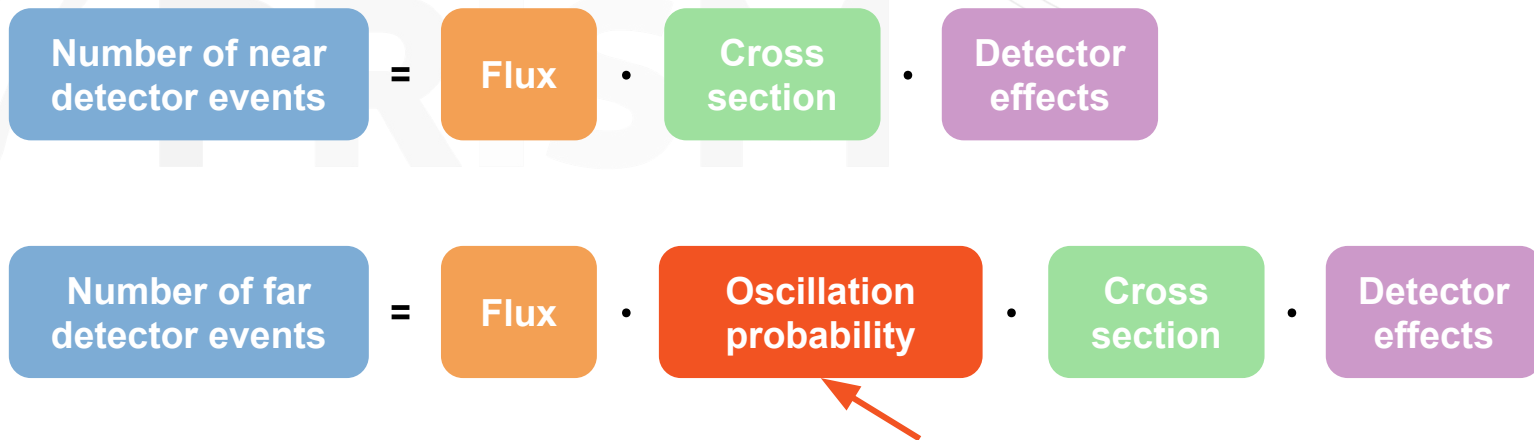 Number of near
detector events
=
Flux
·
Cross
section
·
Detector
effects
Number of far
detector events
=
Flux
·
Oscillation
probability
·
Cross
section
·
Detector
effects